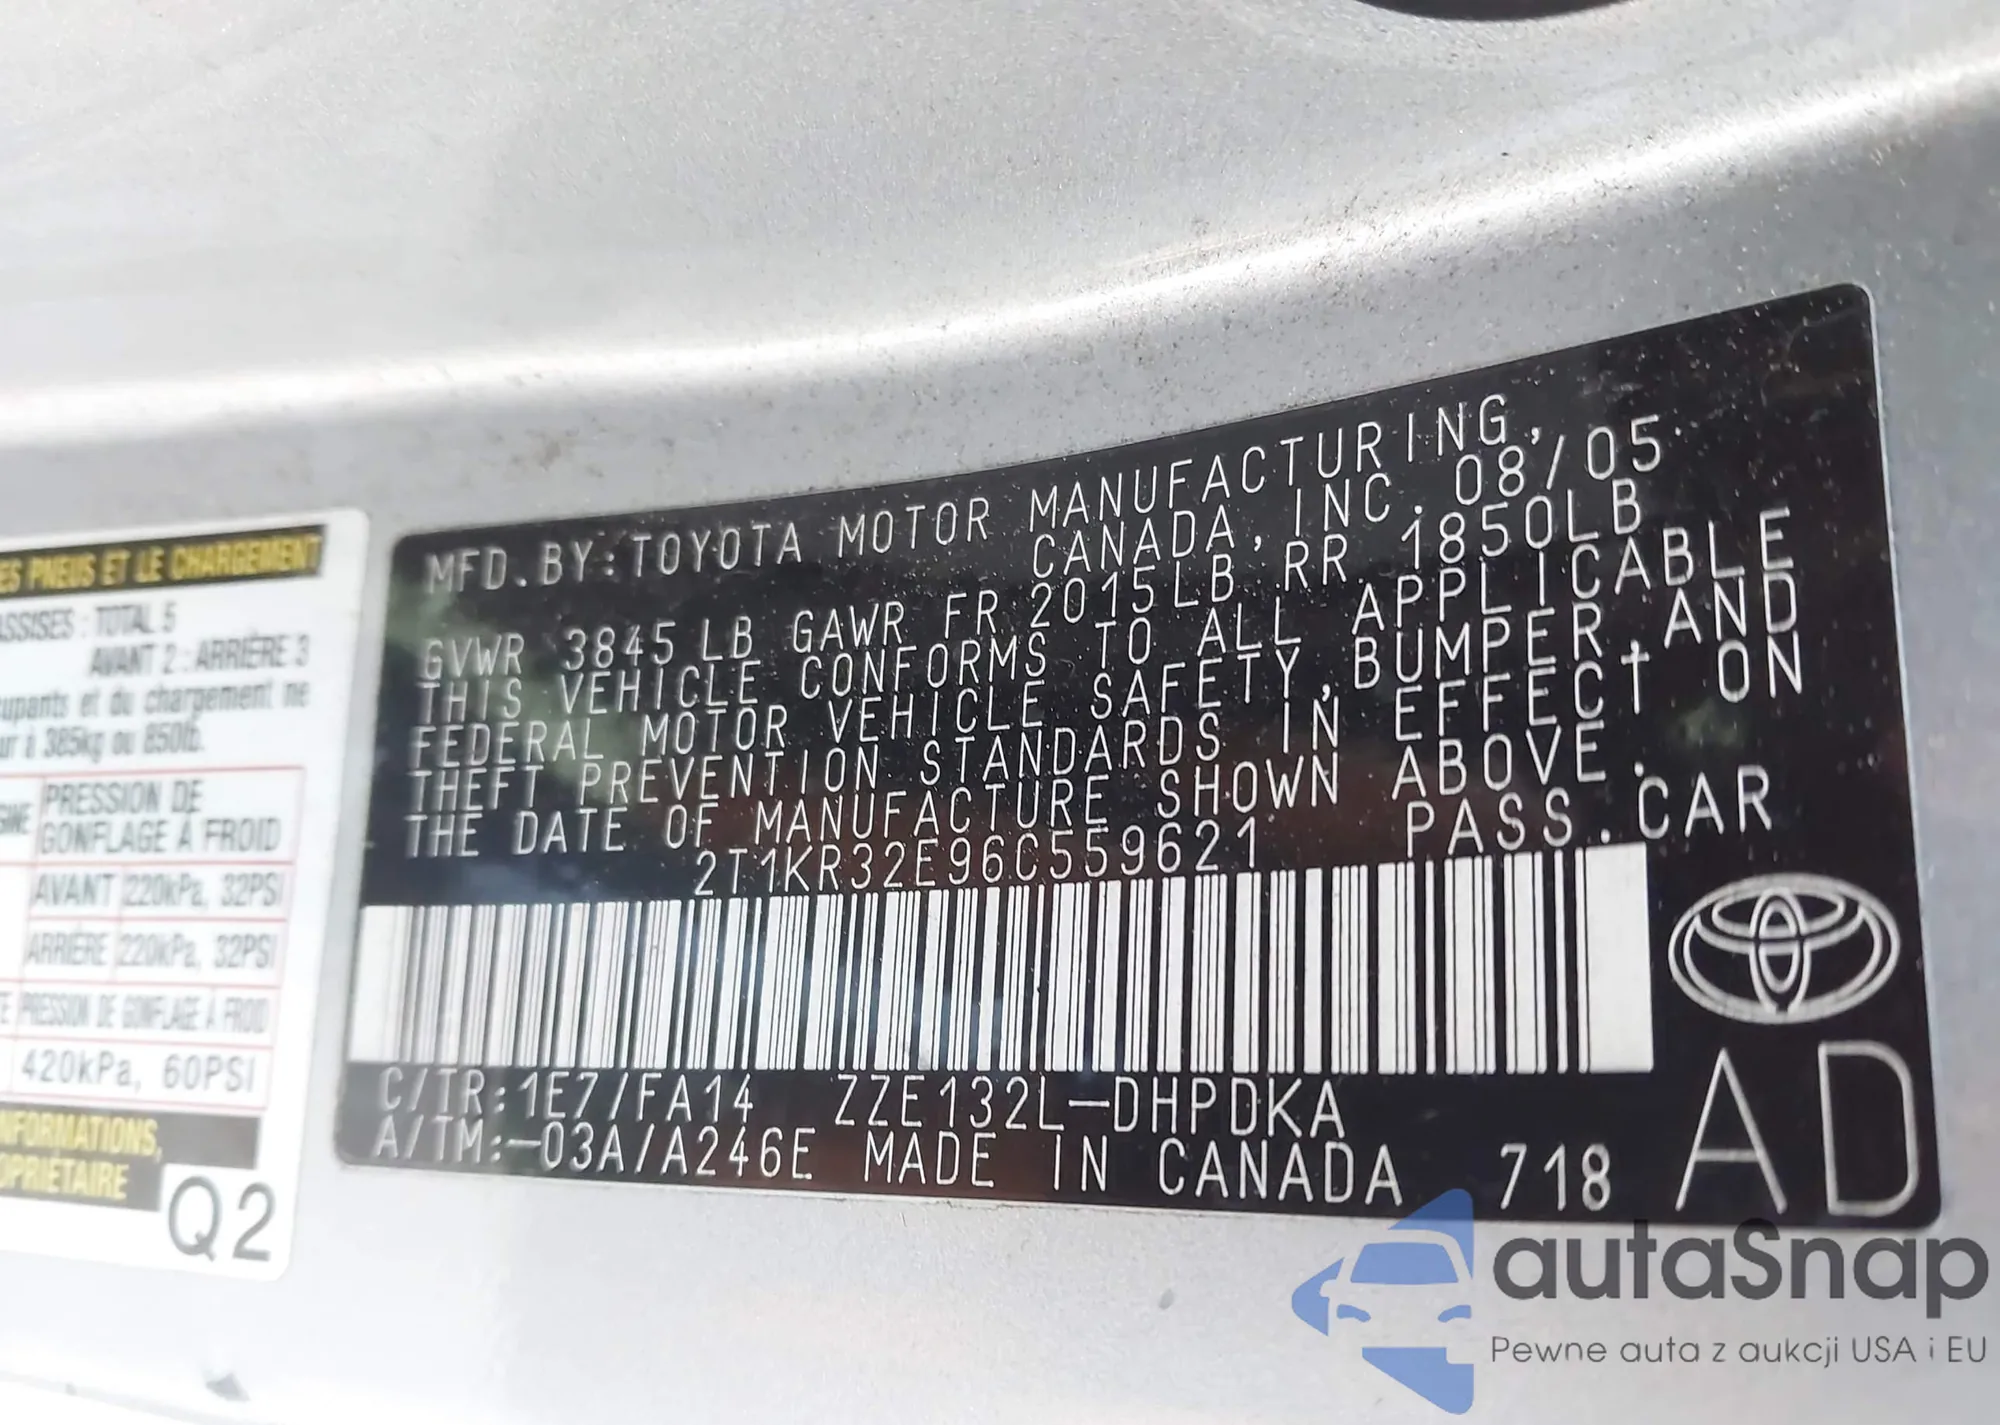 ES PNEUS ET LE CHARGEMENT
ASSISES : TOTAL 5
AVANT 2 : ARRIÈRE 3
cupants et du chargement ne
ur à 385kg ou 850lb.
GINE PRESSION DE
GONFLAGE À FROID
AVANT 220kPa, 32PSI
ARRIÈRE 220kPa, 32PSI
TE PRESSION DE GONFLAGE À FROID
420kPa, 60PSI
NFORMATIONS,
OPRIÉTAIRE
Q2
MFD.BY:TOYOTA MOTOR MANUFACTURING,
CANADA, INC. 08/05
GVWR 3845LB GAWR FR 2015LB RR 1850LB
THIS VEHICLE CONFORMS TO ALL APPLICABLE
FEDERAL MOTOR VEHICLE SAFETY,BUMPER,AND
THEFT PREVENTION STANDARDS IN EFFECT ON
THE DATE OF MANUFACTURE SHOWN ABOVE.
2T1KR32E96C559621 PASS.CAR
C/TR:1E7/FA14 ZZE132L-DHPDKA
A/TM:-03A/A246E MADE IN CANADA 718
AD
autaSnap
Pewne auta z aukcji USA i EU